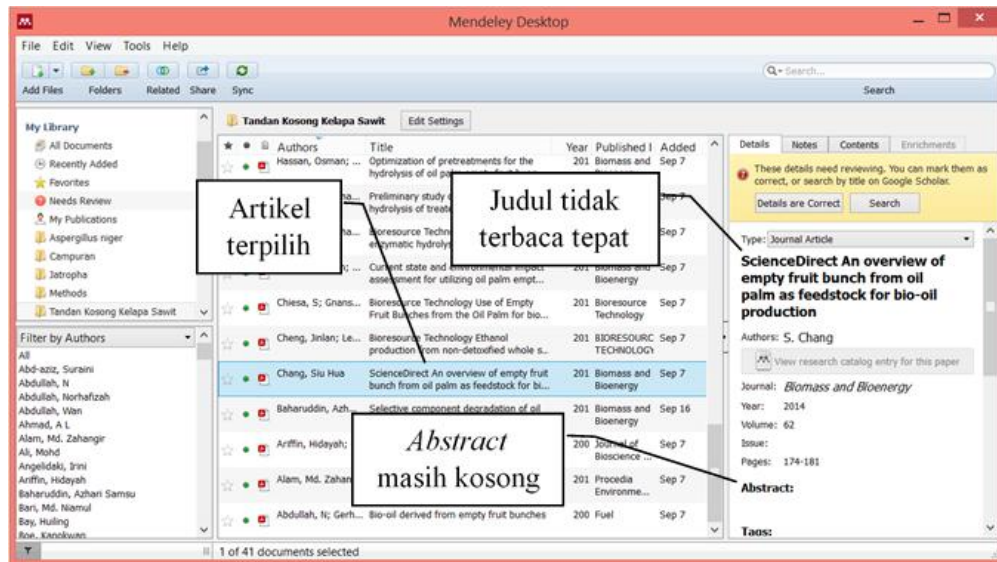 Mendeley Desktop
File Edit View Tools Help
Add Files Folders Related Share Sync
Search...
Search
My Library
All Documents
Recently Added
Favorites
Needs Review
My Publications
Aspergillus niger
Campuran
Jatropha
Methods
Tandan Kosong Kelapa Sawit
Filter by Authors
All
Abd-aziz, Suraini
Abdullah, N
Abdullah, Norhafizah
Abdullah, Wan
Ahmad, A L
Alam, Md. Zahangir
Ali, Mohd
Angelidaki, Irini
Ariffin, Hidayah
Baharuddin, Azhari Samsu
Bari, Md. Niamul
Bay, Huiling
Boe, Kanokwan
Tandan Kosong Kelapa Sawit Edit Settings
Authors Title Year Published I Added
Hassan, Osman; ... Optimization of pretreatments for the 201 Biomass and Sep 7
hydrolysis of oil Bioenergy
Preliminary study Sep 7
hydrolysis of
Bioresource Sep 7
enzymatic
Current state and environmental impact 201 Biomass and Sep 7
assessment for utilizing oil palm empt... Bioenergy
Chiesa, S; Gnans... Bioresource Technology Use of Empty 201 Bioresource Sep 7
Fruit Bunches from the Oil Palm for bio... Technology
Cheng, Jinlan; Le... Bioresource Technology Ethanol 201 BIORESOURC Sep 7
production from non-detoxified whole s... TECHNOLOGY
Chang, Siu Hua ScienceDirect An overview of empty fruit 201 Biomass and Sep 7
bunch from oil palm as feedstock for bi... Bioenergy
Baharuddin, Azh... Selective component degradation of oil 201 Biomass and Sep 16
Bioenergy
Ariffin, Hidayah; 200 Journal of Sep 7
Bioscience ...
Alam, Md. Zahan 201 Procedia Sep 7
Environme...
Abdullah, N; Gerh... Bio-oil derived from empty fruit bunches 200 Fuel Sep 7
1 of 41 documents selected
Artikel
terpilih
Judul tidak
terbaca tepat
Abstract
masih kosong
Details Notes Contents Enrichments
These details need reviewing. You can mark them as
correct, or search by title on Google Scholar.
Details are Correct Search
Type: Journal Article
ScienceDirect An overview of
empty fruit bunch from oil
palm as feedstock for bio-oil
production
Authors: S. Chang
View research catalog entry for this paper
Journal: Biomass and Bioenergy
Year: 2014
Volume: 62
Issue:
Pages: 174-181
Abstract:
Tags: